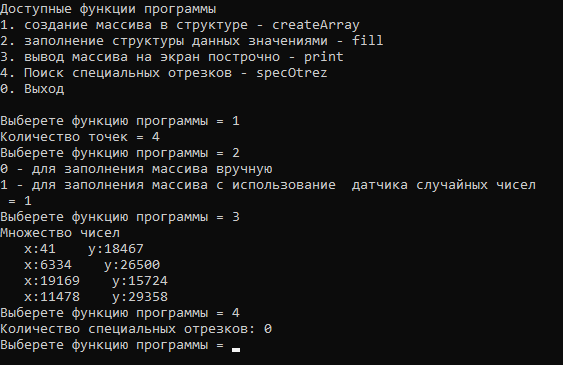 Доступные функции программы
1. создание массива в структуре - createArray
2. заполнение структуры данных значениями - fill
3. вывод массива на экран построчно - print
4. Поиск специальных отрезков - specOtrez
0. Выход
Выберете функцию программы = 1
Количество точек = 4
Выберете функцию программы = 2
0 - для заполнения массива вручную
1 - для заполнения массива с использование  датчика случайных чисел
 = 1
Выберете функцию программы = 3
Множество чисел
   x:41    y:18467
   x:6334    y:26500
   x:19169    y:15724
   x:11478    y:29358
Выберете функцию программы = 4
Количество специальных отрезков: 0
Выберете функцию программы =